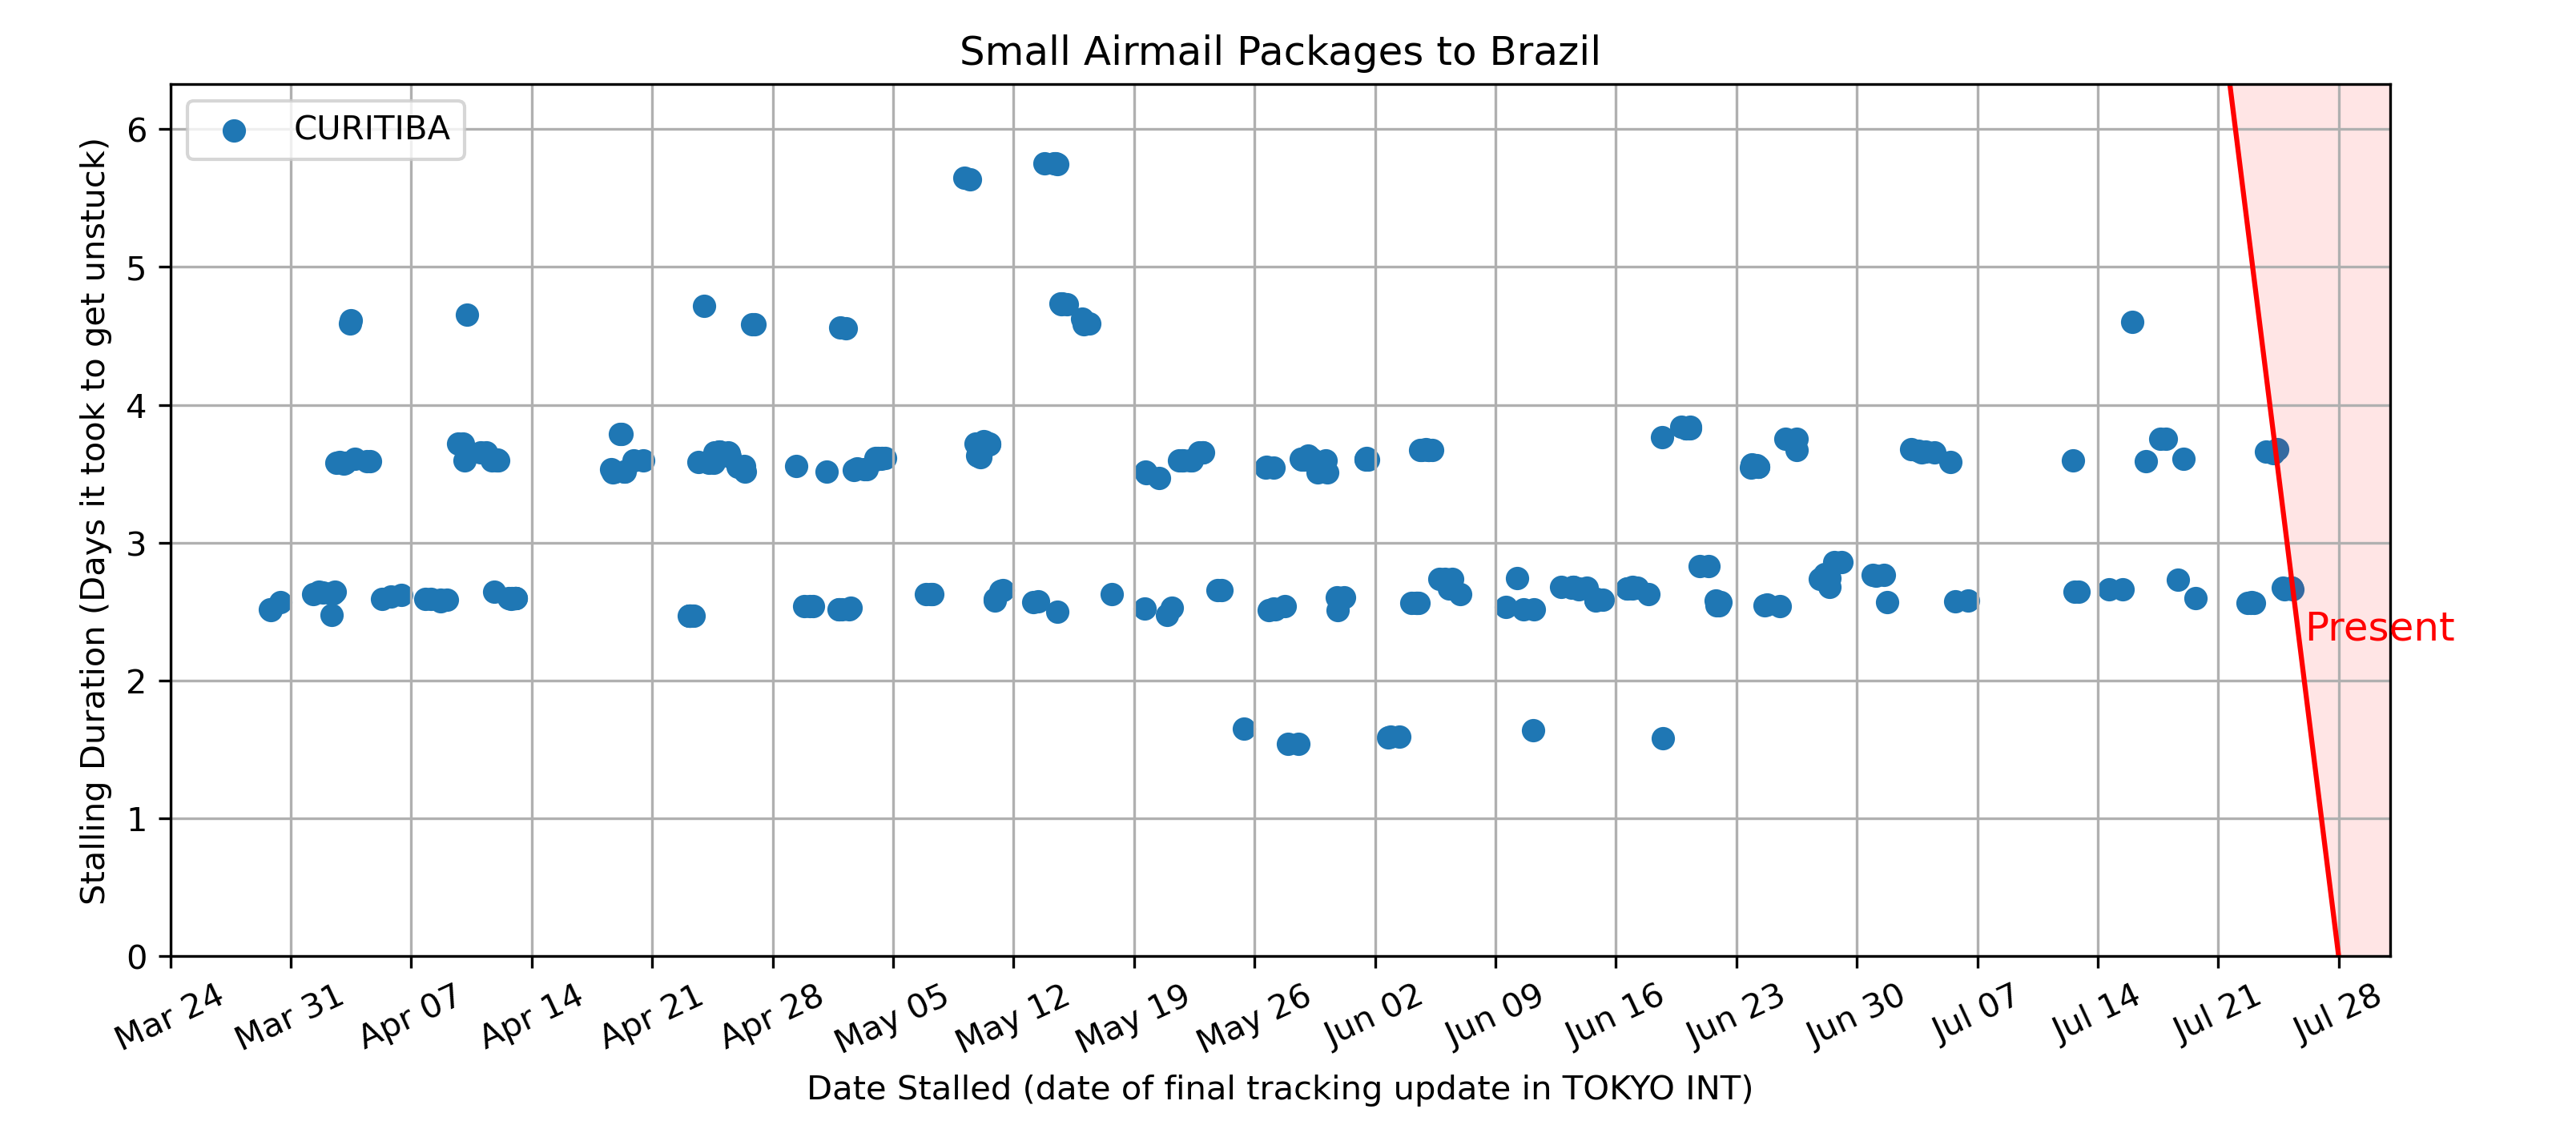 Small Airmail Packages to Brazil
CURITIBA
Stalling Duration (Days it took to get unstuck)
6
5
4
3
2
1
0
Present
Mar 24
Mar 31
Apr 07
Apr 14
Apr 21
Apr 28
May 05
May 12
May 19
May 26
Jun 02
Jun 09
Jun 16
Jun 23
Jun 30
Jul 07
Jul 14
Jul 21
Jul 28
Date Stalled (date of final tracking update in TOKYO INT)